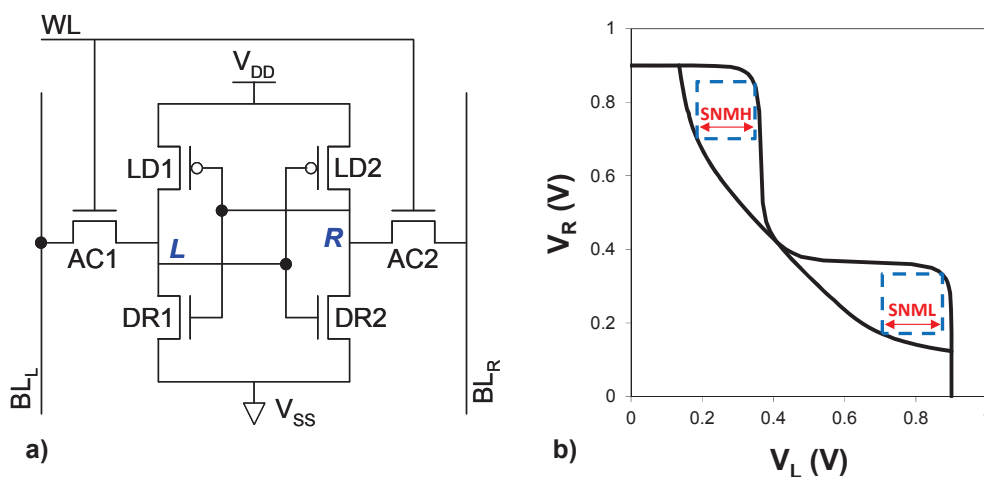 WL
V_DD
LD1
LD2
L
R
AC1
AC2
DR1
DR2
BL_L
BL_R
V_SS
a)
1
0.8
0.6
0.4
0.2
0
V_R (V)
SNMH
SNML
0
0.2
0.4
0.6
0.8
1
V_L (V)
b)